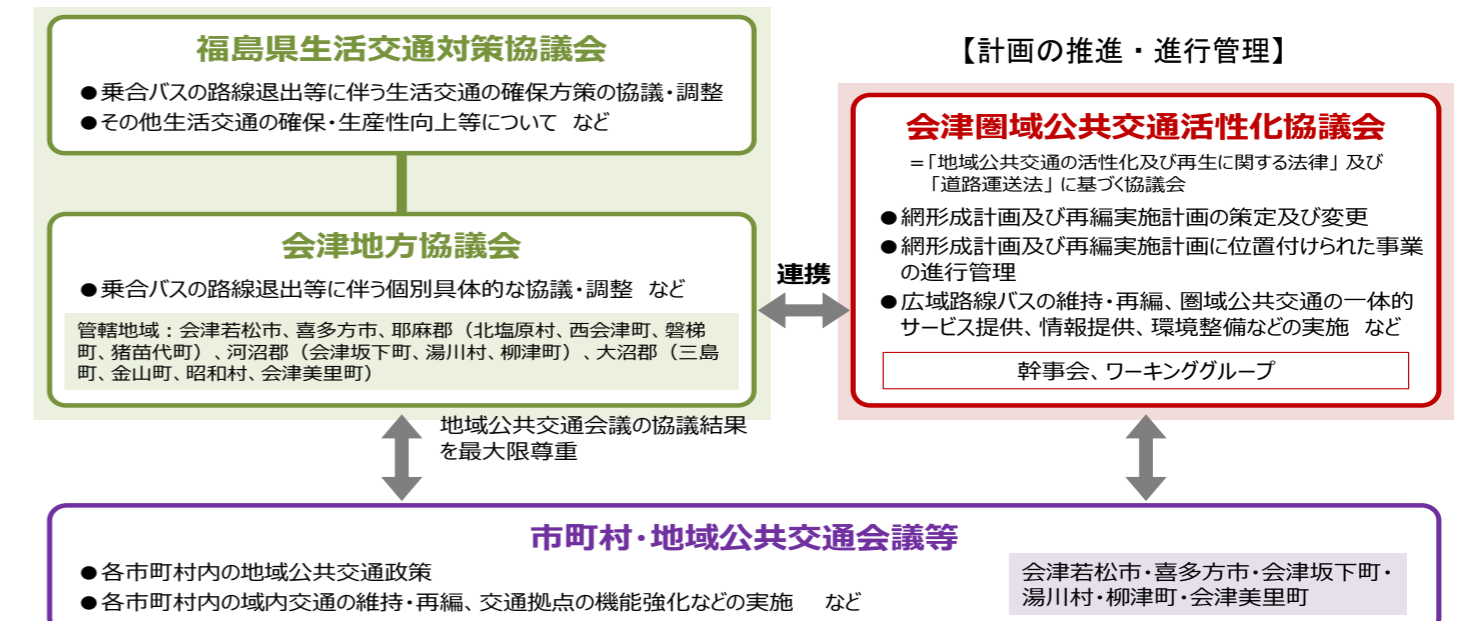 福島県生活交通対策協議会
●乗合バスの路線退出等に伴う生活交通の確保方策の協議・調整
●その他生活交通の確保・生産性向上等について など
会津地方協議会
●乗合バスの路線退出等に伴う個別具体的な協議・調整 など
管轄地域：会津若松市、喜多方市、耶麻郡（北塩原村、西会津町、磐梯
町、猪苗代町）、河沼郡（会津坂下町、湯川村、柳津町）、大沼郡（三島
町、金山町、昭和村、会津美里町）
連携
【計画の推進・進行管理】
会津圏域公共交通活性化協議会
＝「地域公共交通の活性化及び再生に関する法律」及び
「道路運送法」に基づく協議会
●網形成計画及び再編実施計画の策定及び変更
●網形成計画及び再編実施計画に位置付けられた事業
の進行管理
●広域路線バスの維持・再編、圏域公共交通の一体的
サービス提供、情報提供、環境整備などの実施 など
幹事会、ワーキンググループ
地域公共交通会議の協議結果
を最大限尊重
市町村・地域公共交通会議等
●各市町村内の地域公共交通政策
●各市町村内の域内交通の維持・再編、交通拠点の機能強化などの実施 など
会津若松市・喜多方市・会津坂下町・
湯川村・柳津町・会津美里町